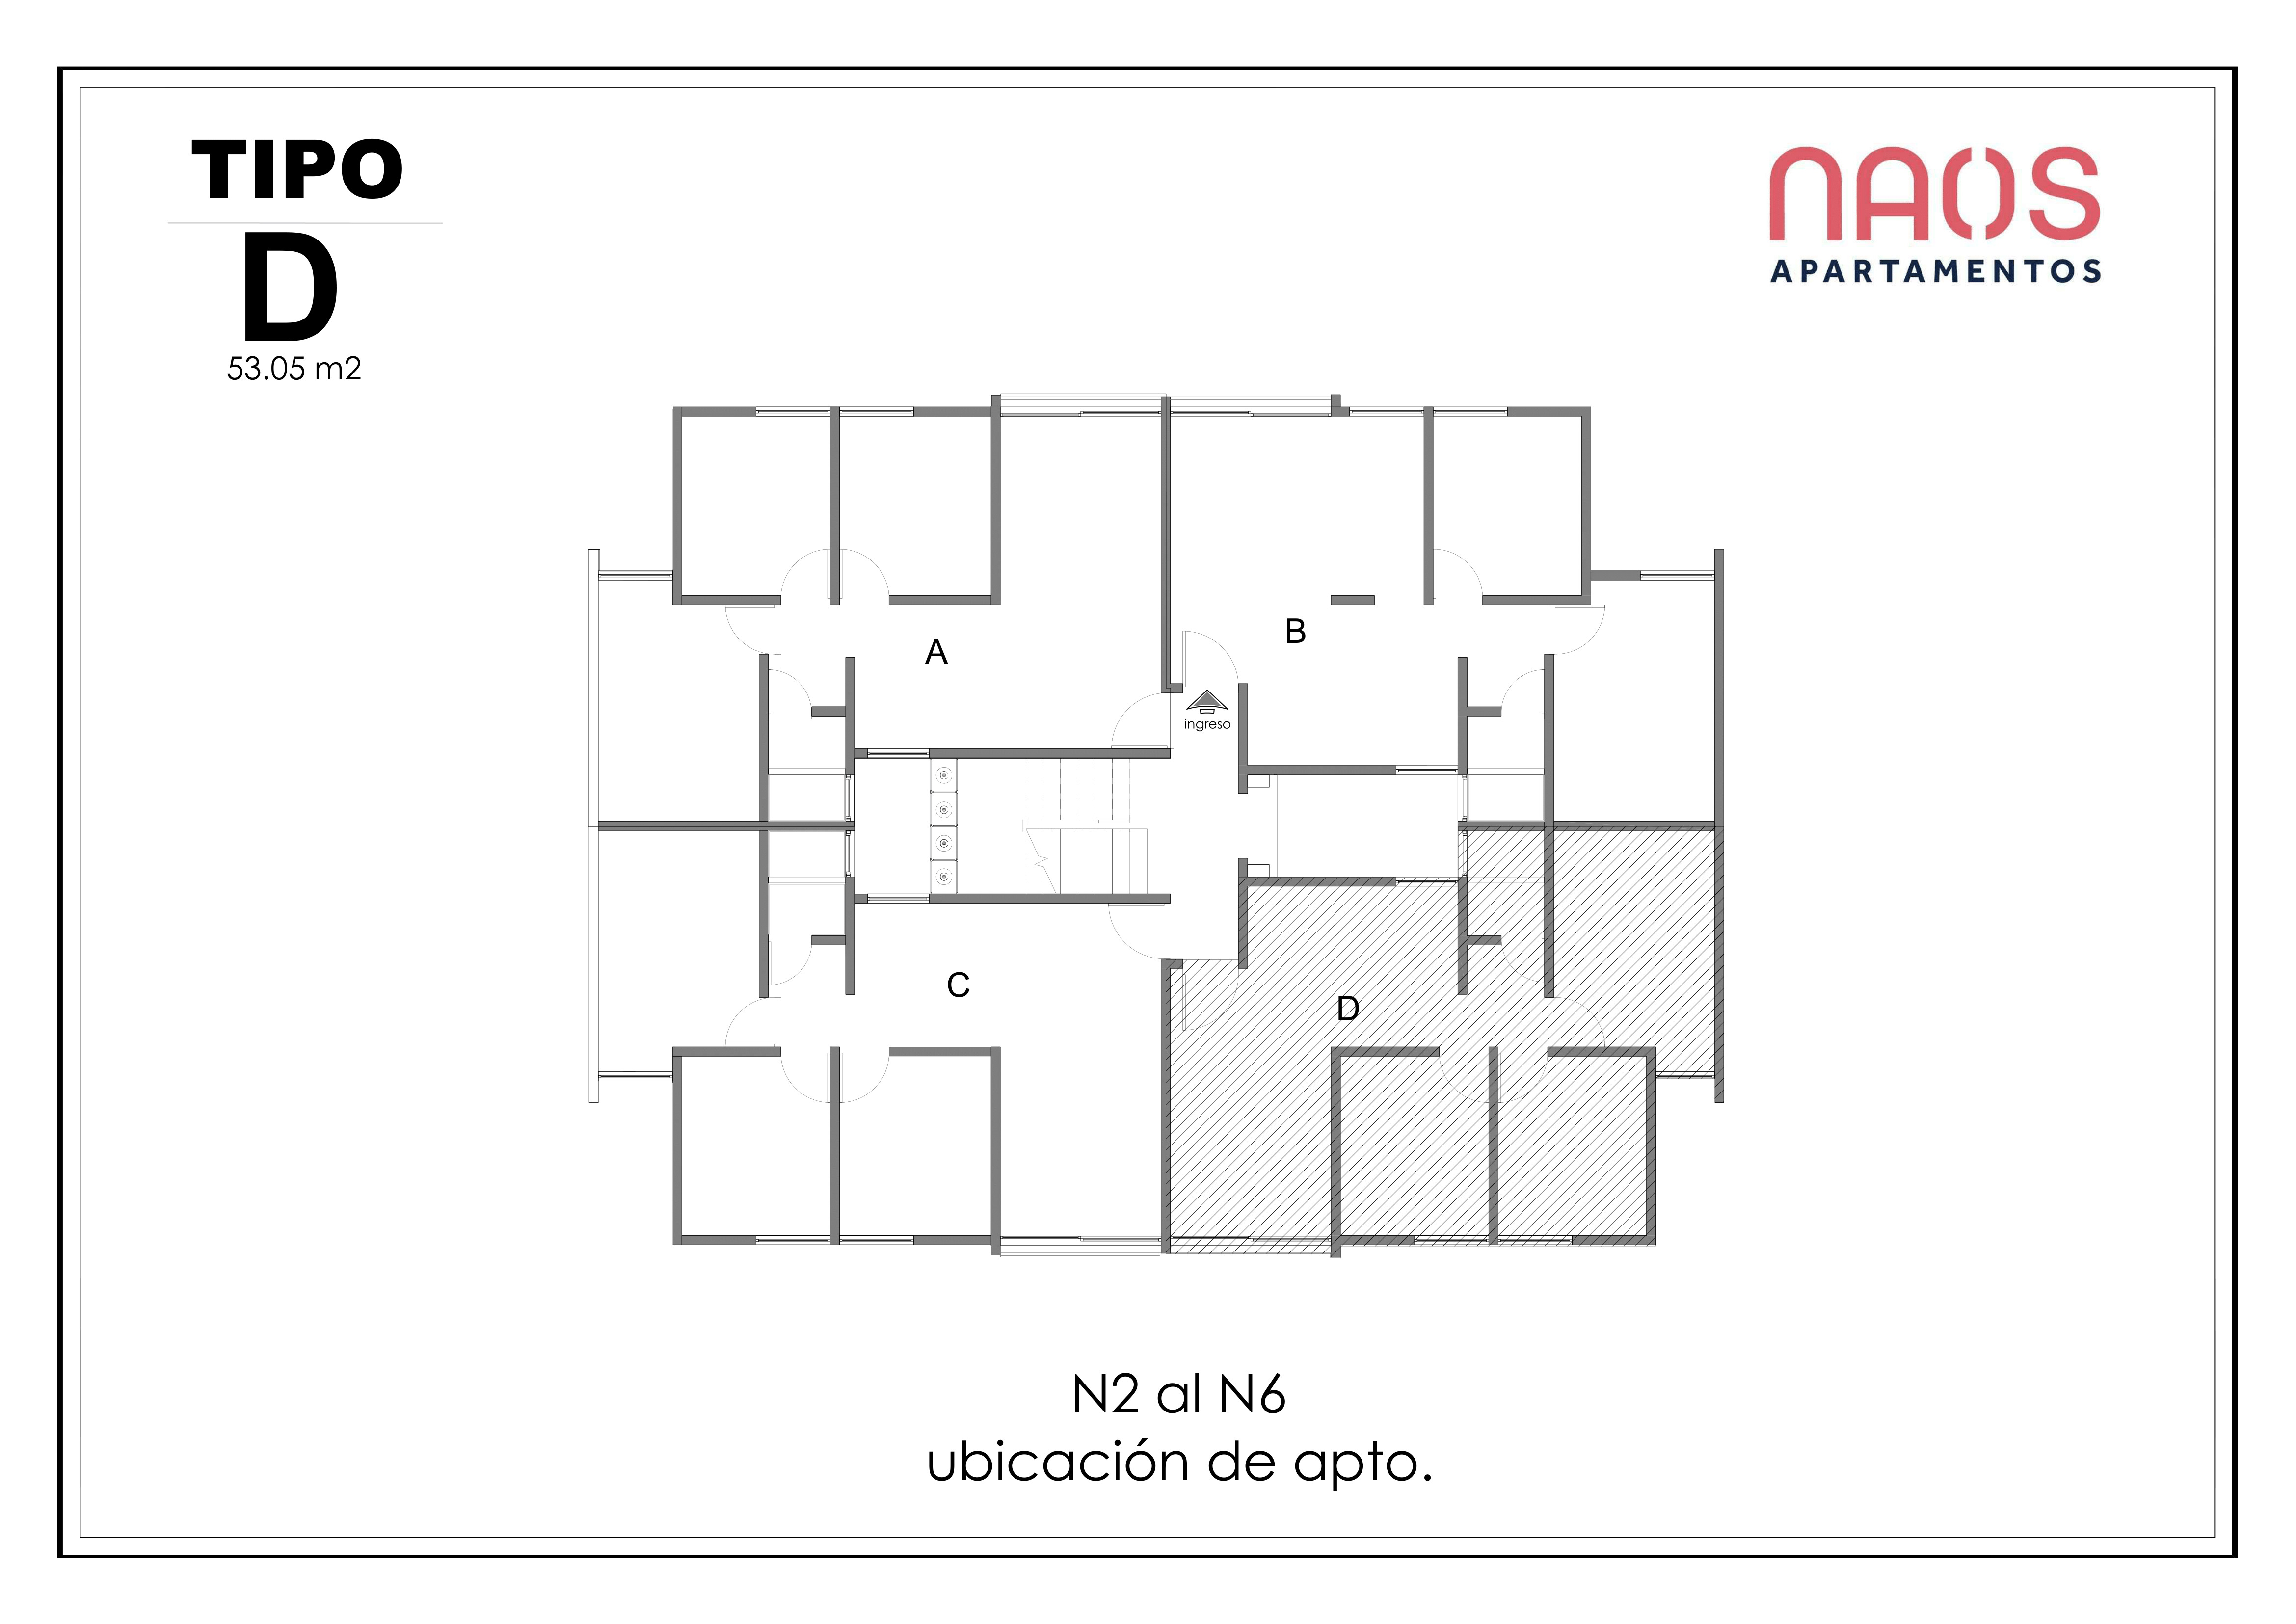 TIPO
D
53.05 m2
NAOS
APARTAMENTOS
A
B
ingreso
C
D
N2 al N6
ubicación de apto.